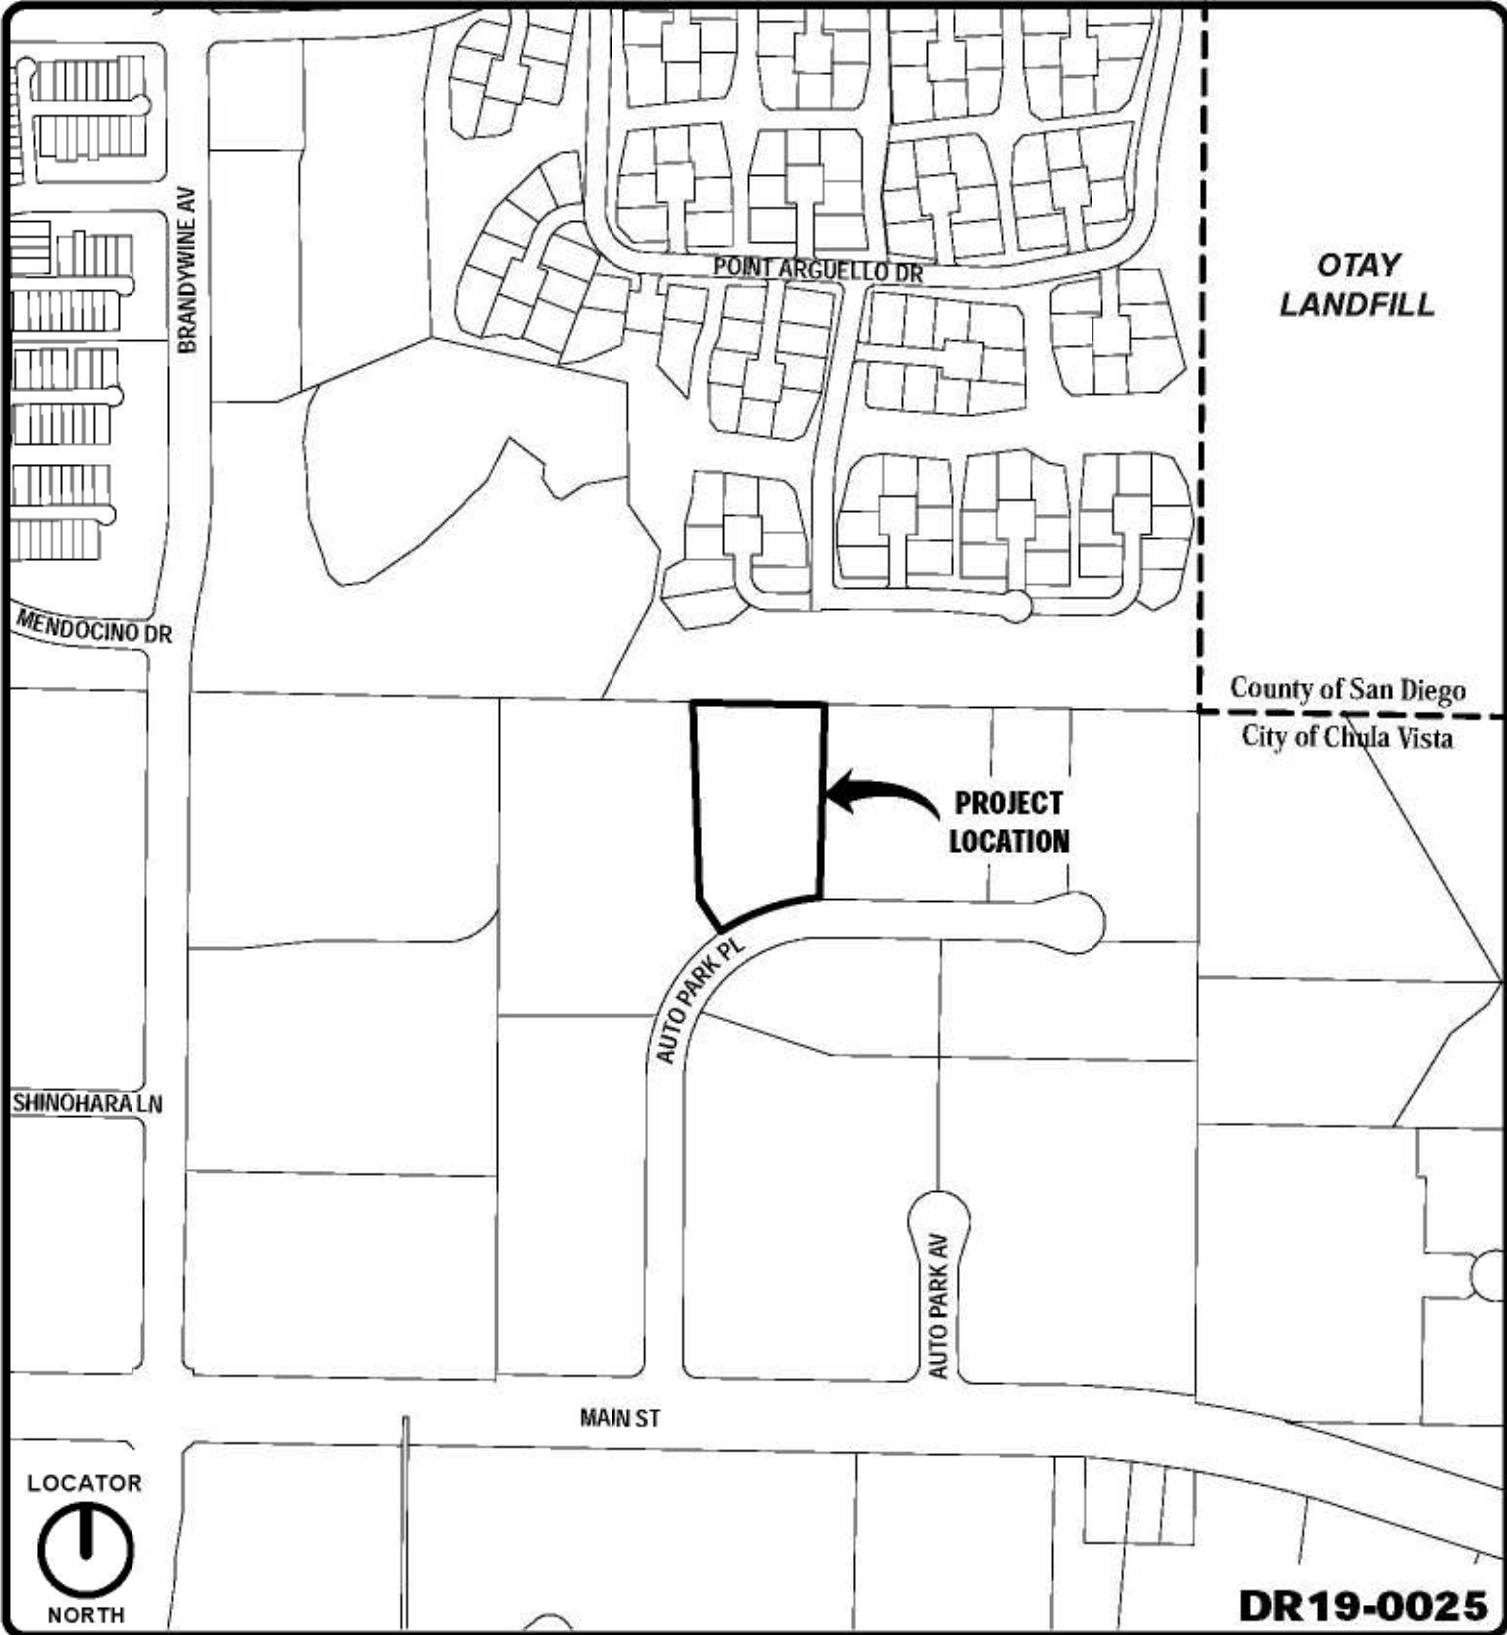 BRANDYWINE AV
POINT ARGUELLO DR
OTAY
LANDFILL
MENDOCINO DR
County of San Diego
City of Chula Vista
PROJECT
LOCATION
AUTO PARK PL
SHINOHARA LN
AUTO PARK AV
MAIN ST
LOCATOR
NORTH
DR19-0025